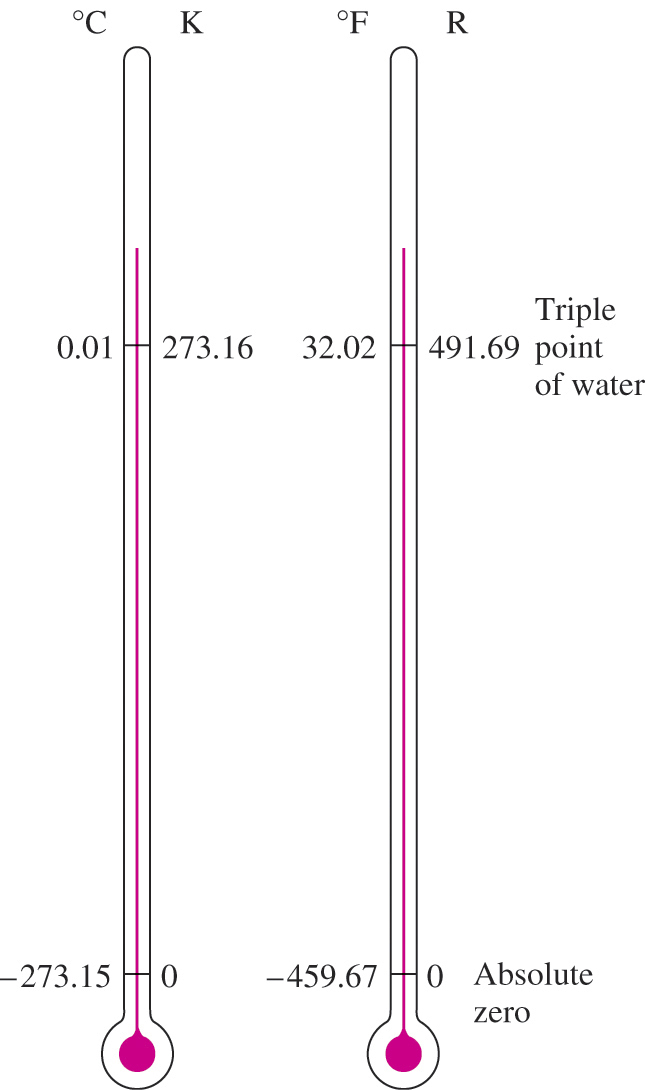 °C K °F R
Triple
0.01 273.16 32.02 491.69 point
of water
−273.15 0 −459.67 0 Absolute
zero